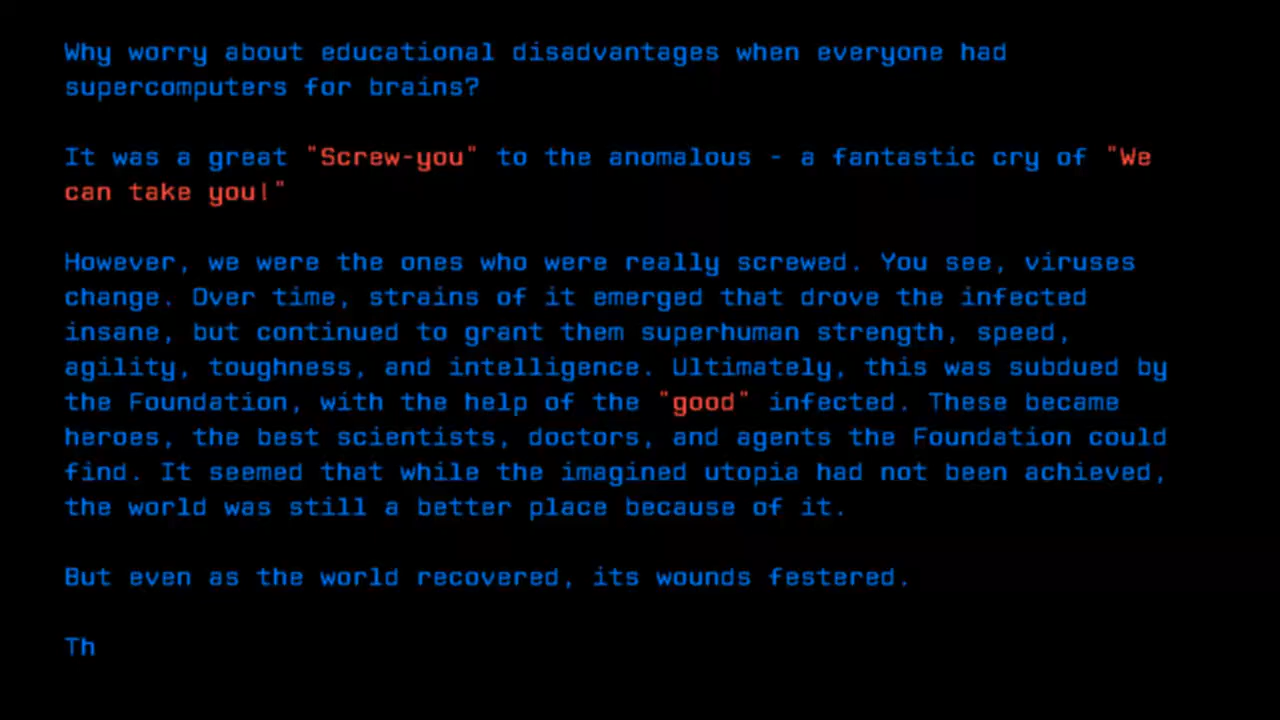 Why worry about educational disadvantages when everyone had
supercomputers for brains?
It was a great "Screw-you" to the anomalous - a fantastic cry of "We
can take you!"
However, we were the ones who were really screwed. You see, viruses
change. Over time, strains of it emerged that drove the infected
insane, but continued to grant them superhuman strength, speed,
agility, toughness, and intelligence. Ultimately, this was subdued by
the Foundation, with the help of the "good" infected. These became
heroes, the best scientists, doctors, and agents the Foundation could
find. It seemed that while the imagined utopia had not been achieved,
the world was still a better place because of it.
But even as the world recovered, its wounds festered.
Th